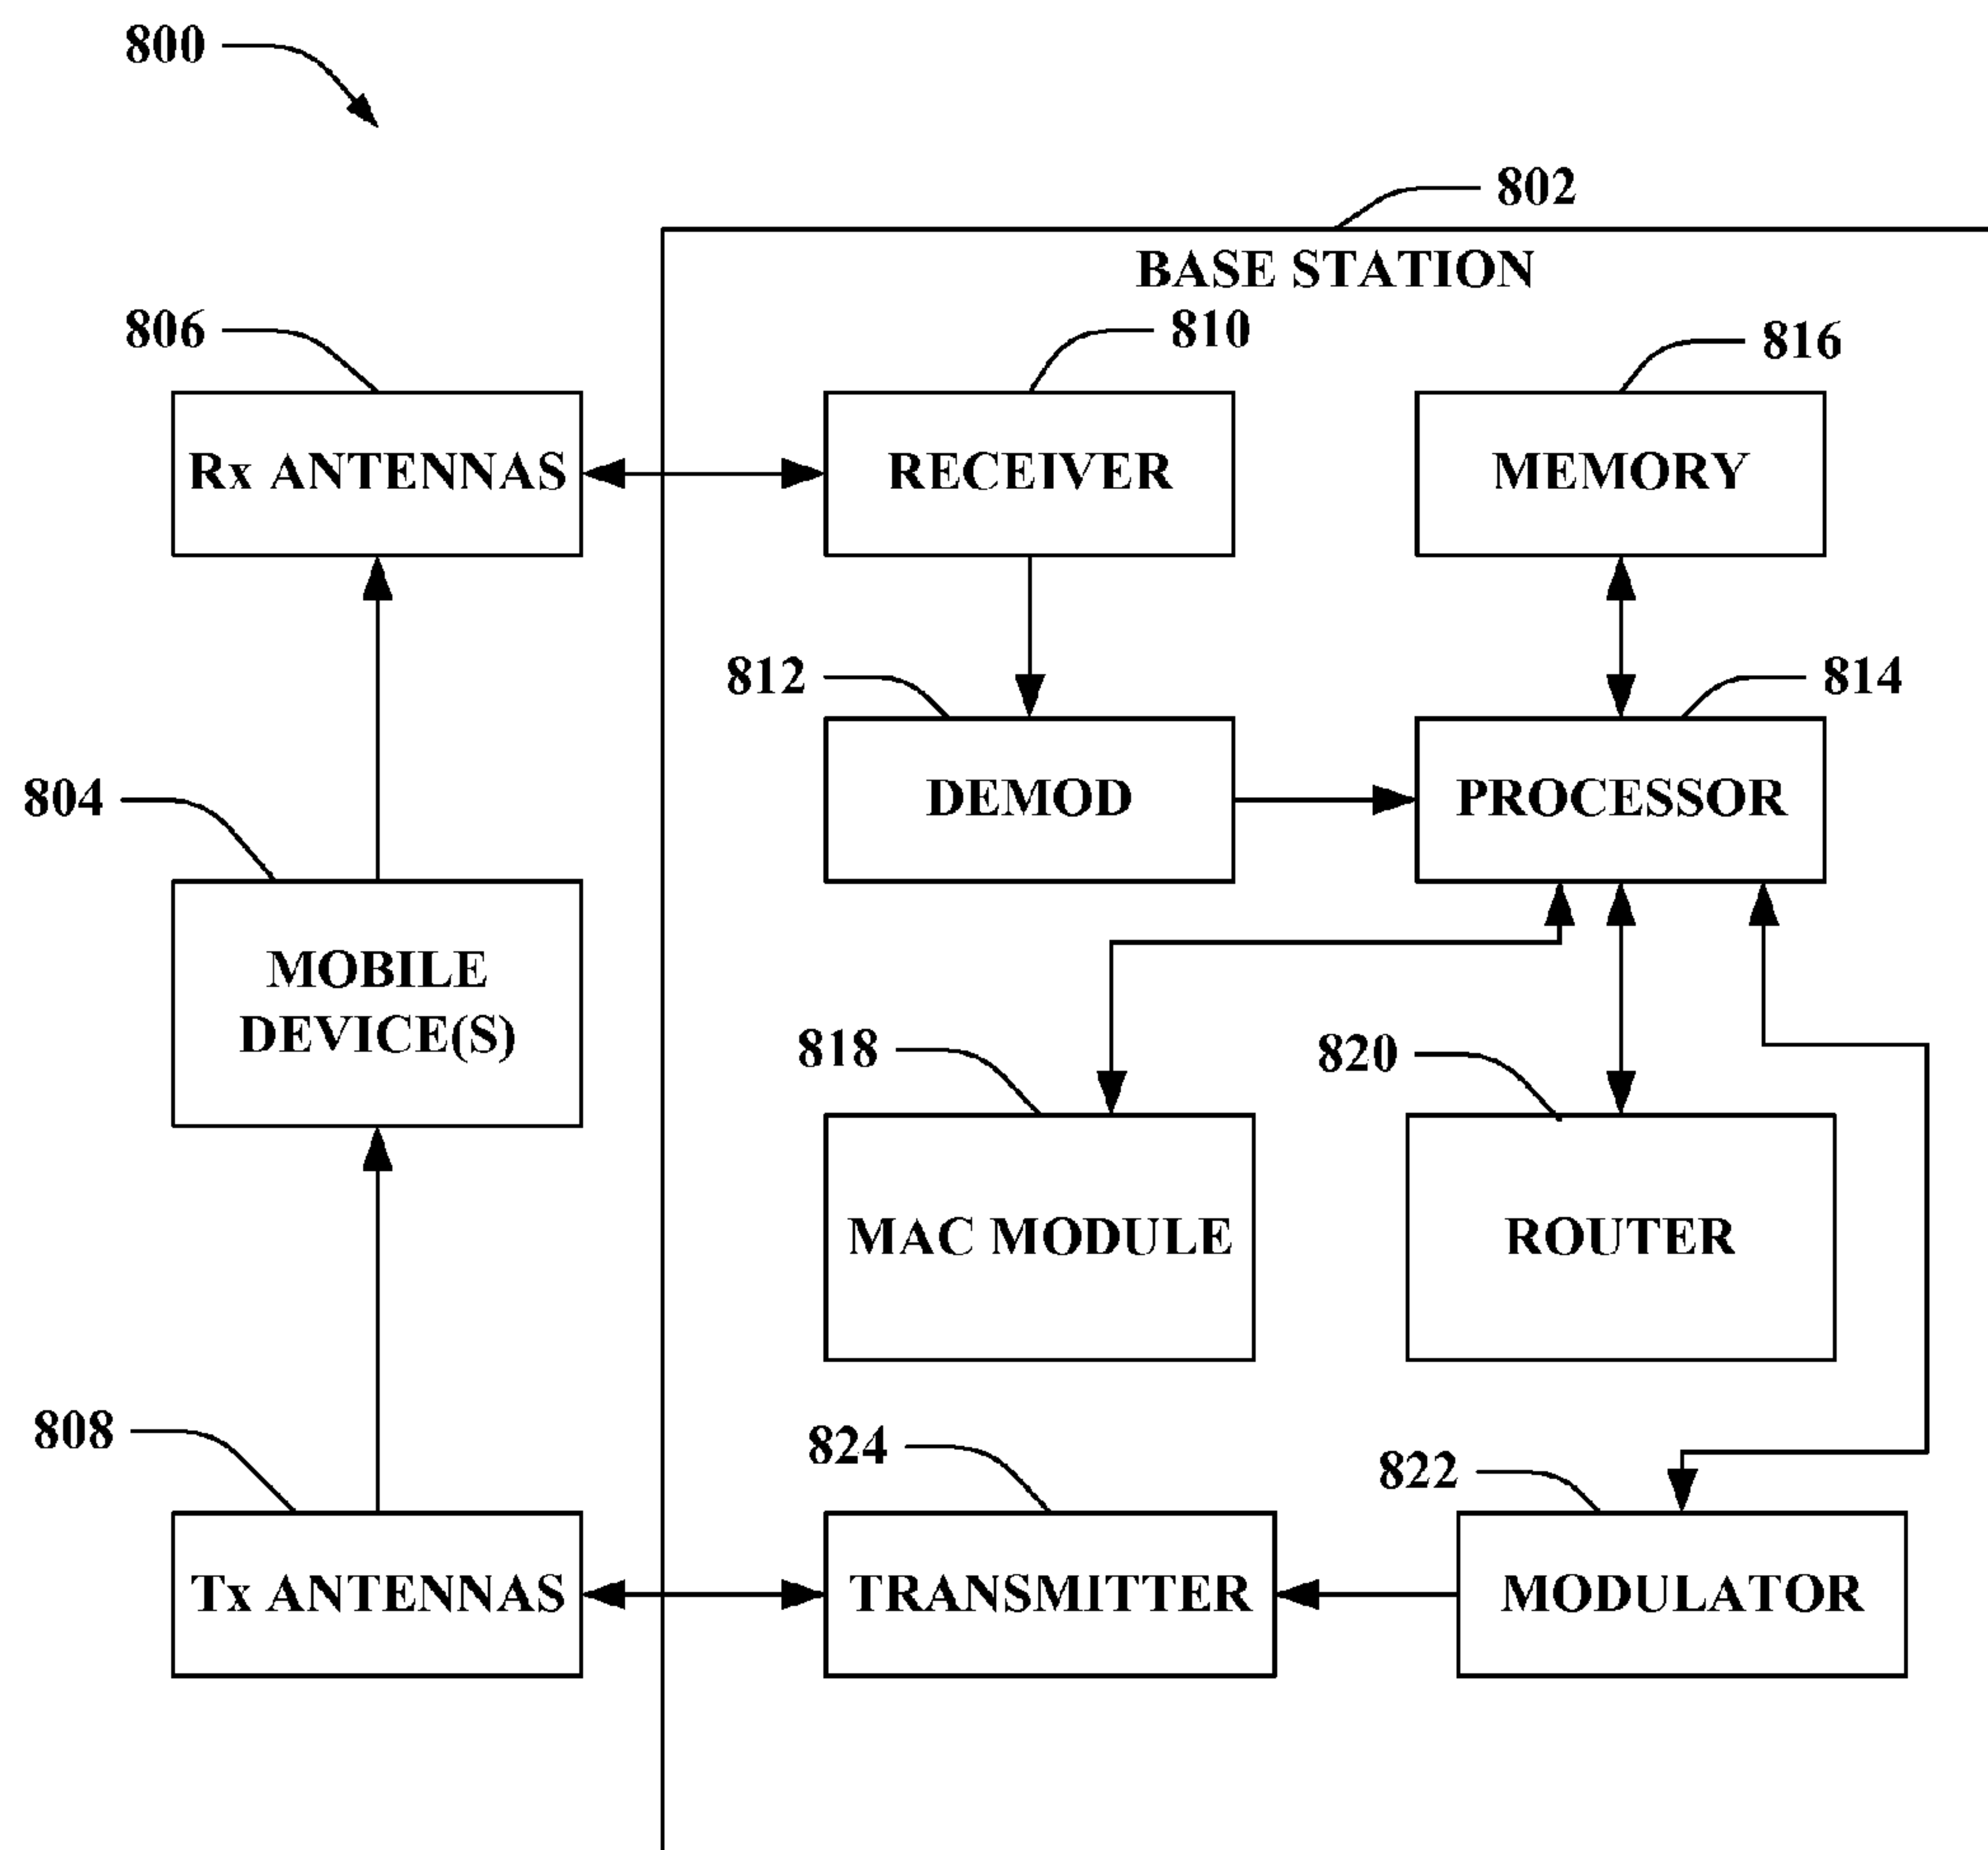 800
802
BASE STATION
806
810
816
Rx ANTENNAS
RECEIVER
MEMORY
812
814
804
DEMOD
PROCESSOR
MOBILE
DEVICE(S)
818
820
MAC MODULE
ROUTER
808
824
822
Tx ANTENNAS
TRANSMITTER
MODULATOR